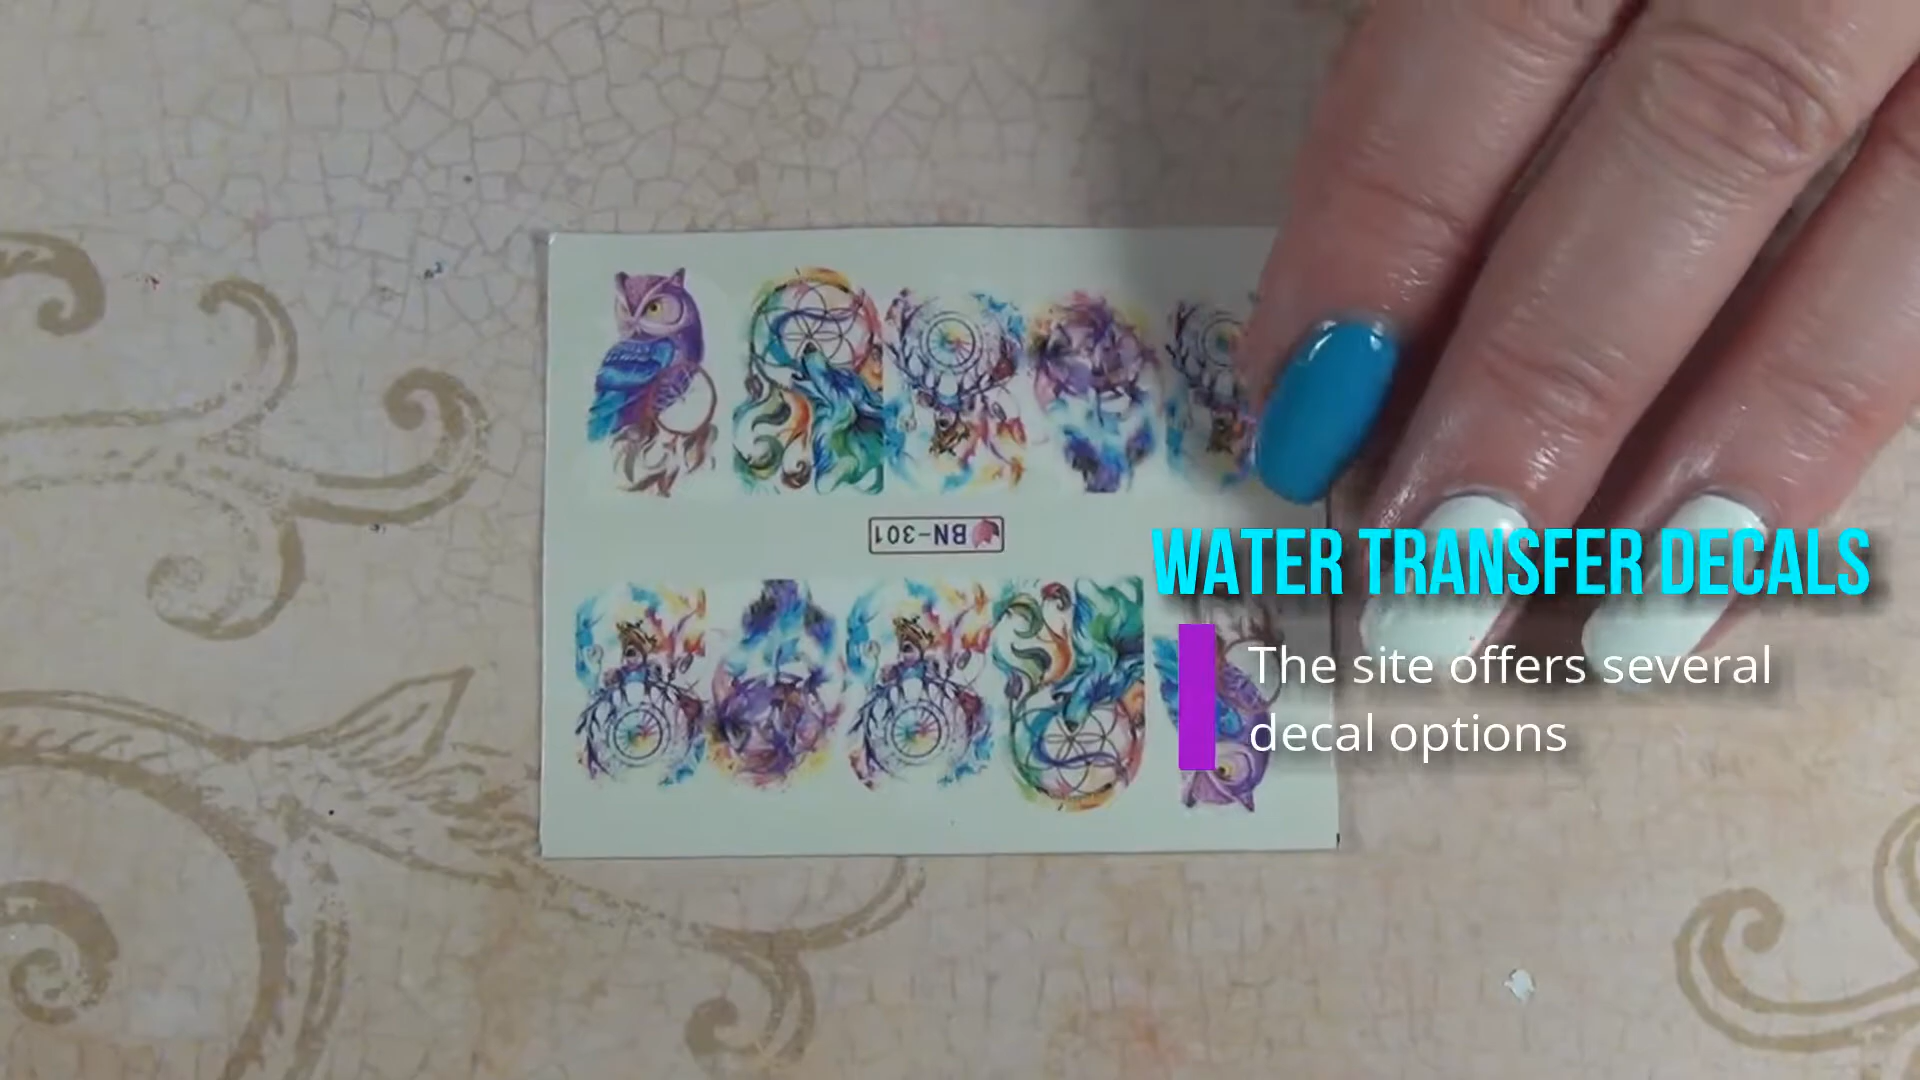 BN-301
WATER TRANSFER DECALS
The site offers several
decal options